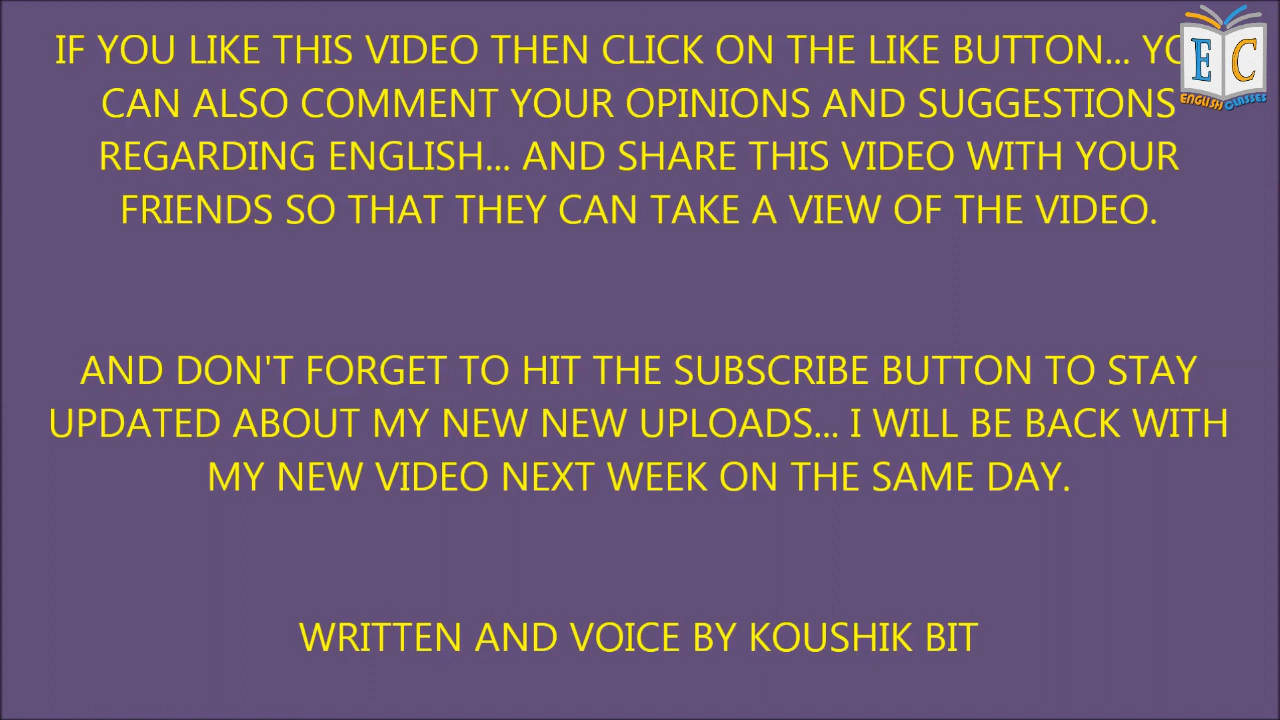 IF YOU LIKE THIS VIDEO THEN CLICK ON THE LIKE BUTTON...
CAN ALSO COMMENT YOUR OPINIONS AND SUGGESTIONS
REGARDING ENGLISH... AND SHARE THIS VIDEO WITH YOUR
FRIENDS SO THAT THEY CAN TAKE A VIEW OF THE VIDEO.
AND DON'T FORGET TO HIT THE SUBSCRIBE BUTTON TO STAY
UPDATED ABOUT MY NEW NEW UPLOADS... I WILL BE BACK WITH
MY NEW VIDEO NEXT WEEK ON THE SAME DAY.
WRITTEN AND VOICE BY KOUSHIK BIT
E C
ENGLISH CLASSES